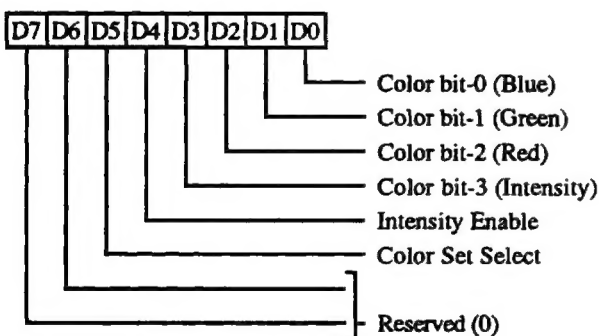 D7 D6 D5 D4 D3 D2 D1 D0
Color bit-0 (Blue)
Color bit-1 (Green)
Color bit-2 (Red)
Color bit-3 (Intensity)
Intensity Enable
Color Set Select
Reserved (0)